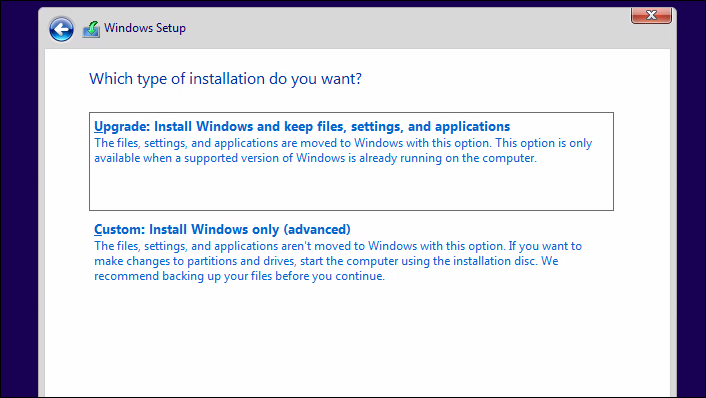 Windows Setup
Which type of installation do you want?
Upgrade: Install Windows and keep files, settings, and applications
The files, settings, and applications are moved to Windows with this option. This option is only
available when a supported version of Windows is already running on the computer.
Custom: Install Windows only (advanced)
The files, settings, and applications aren't moved to Windows with this option. If you want to
make changes to partitions and drives, start the computer using the installation disc. We
recommend backing up your files before you continue.